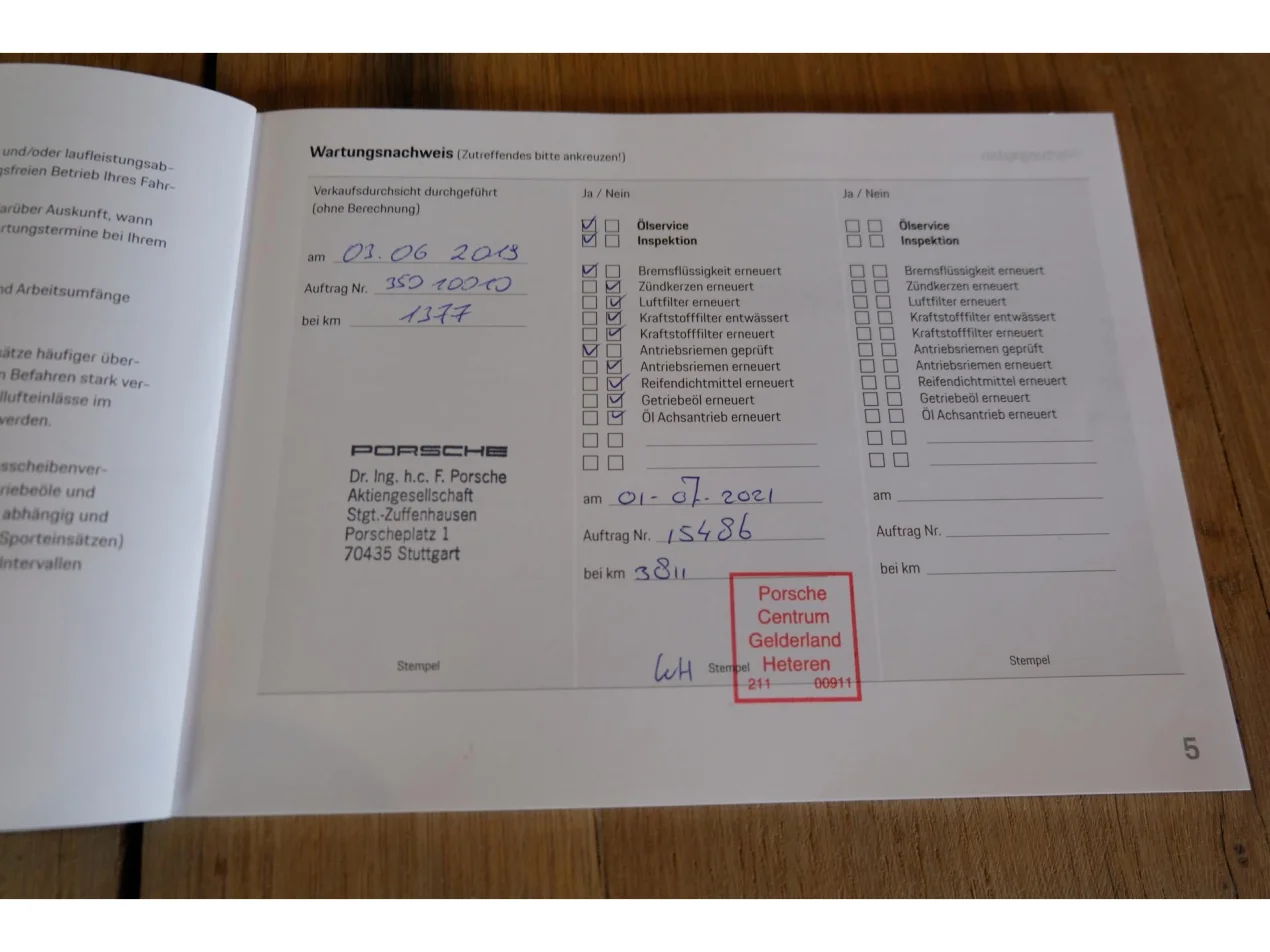 und/oder laufleistungsab-
gsfreien Betrieb Ihres Fahr-
arüber Auskunft, wann
rtungstermine bei Ihrem
nd Arbeitsumfänge
sätze häufiger über-
n Befahren stark ver-
llufteinlässe im
werden.
sscheibenver-
riebeöle und
abhängig und
Sporteinsätzen)
Intervallen
Wartungsnachweis (Zutreffendes bitte ankreuzen!)
Verkaufsdurchsicht durchgeführt
(ohne Berechnung)
am 03.06 2019
Auftrag Nr. 350 10010
bei km 1377
PORSCHE
Dr. Ing. h.c. F. Porsche
Aktiengesellschaft
Stgt.-Zuffenhausen
Porscheplatz 1
70435 Stuttgart
Stempel
Ja / Nein
Ölservice
Inspektion
Bremsflüssigkeit erneuert
Zündkerzen erneuert
Luftfilter erneuert
Kraftstofffilter entwässert
Kraftstofffilter erneuert
Antriebsriemen geprüft
Antriebsriemen erneuert
Reifendichtmittel erneuert
Getriebeöl erneuert
Öl Achsantrieb erneuert
am 01-07-2021
Auftrag Nr. 15486
bei km 3811
WH Stempel
Porsche
Centrum
Gelderland
Heteren
211 00911
Ja / Nein
Ölservice
Inspektion
Bremsflüssigkeit erneuert
Zündkerzen erneuert
Luftfilter erneuert
Kraftstofffilter entwässert
Kraftstofffilter erneuert
Antriebsriemen geprüft
Antriebsriemen erneuert
Reifendichtmittel erneuert
Getriebeöl erneuert
Öl Achsantrieb erneuert
am
Auftrag Nr.
bei km
Stempel
5